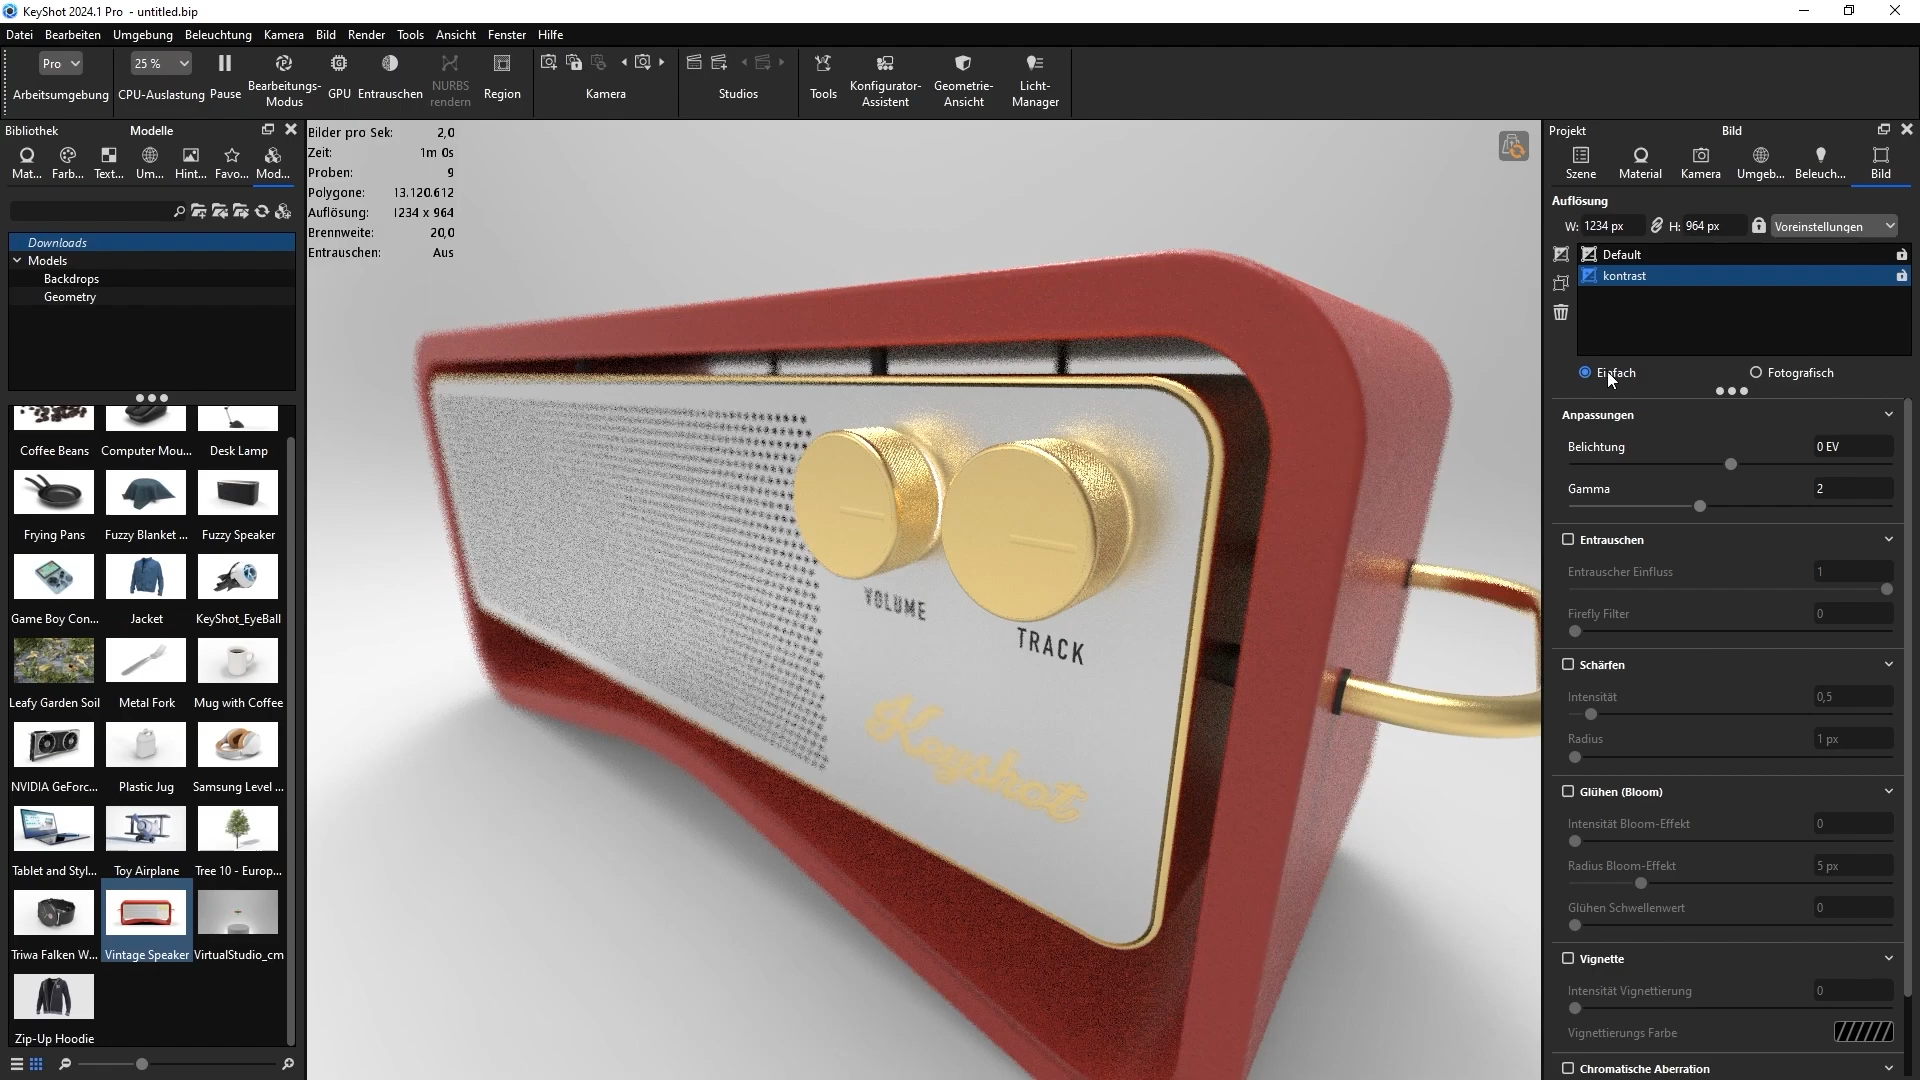 KeyShot 2024.1 Pro - untitled.bip
Datei Bearbeiten Umgebung Beleuchtung Kamera Bild Render Tools Ansicht Fenster Hilfe
Pro 25 %
Arbeitsumgebung CPU-Auslastung Pause Bearbeitungs-Modus GPU Entrauschen NURBS rendern Region Kamera Studios Tools Konfigurator-Assistent Geometrie-Ansicht Licht-Manager
Bibliothek Modelle
Mat... Farb... Text... Um... Hint... Favo... Mod...
Downloads
Models
Backdrops
Geometry
Coffee Beans Computer Mou... Desk Lamp
Frying Pans Fuzzy Blanket ... Fuzzy Speaker
Game Boy Con... Jacket KeyShot_EyeBall
Leafy Garden Soil Metal Fork Mug with Coffee
NVIDIA GeForc... Plastic Jug Samsung Level ...
Tablet and Styl... Toy Airplane Tree 10 - Europ...
Triwa Falken W... Vintage Speaker VirtualStudio_cm
Zip-Up Hoodie
Bilder pro Sek: 2,0
Zeit: 1m 0s
Proben: 9
Polygone: 13.120.612
Auflösung: 1234 x 964
Brennweite: 20,0
Entrauschen: Aus
VOLUME
TRACK
Keyshot
Projekt Bild
Szene Material Kamera Umgeb... Beleuch... Bild
Auflösung
W: 1234 px H: 964 px Voreinstellungen
Default
kontrast
Einfach Fotografisch
Anpassungen
Belichtung 0 EV
Gamma 2
Entrauschen
Entrauscher Einfluss 1
Firefly Filter 0
Schärfen
Intensität 0,5
Radius 1 px
Glühen (Bloom)
Intensität Bloom-Effekt 0
Radius Bloom-Effekt 5 px
Glühen Schwellenwert 0
Vignette
Intensität Vignettierung 0
Vignettierungs Farbe
Chromatische Aberration